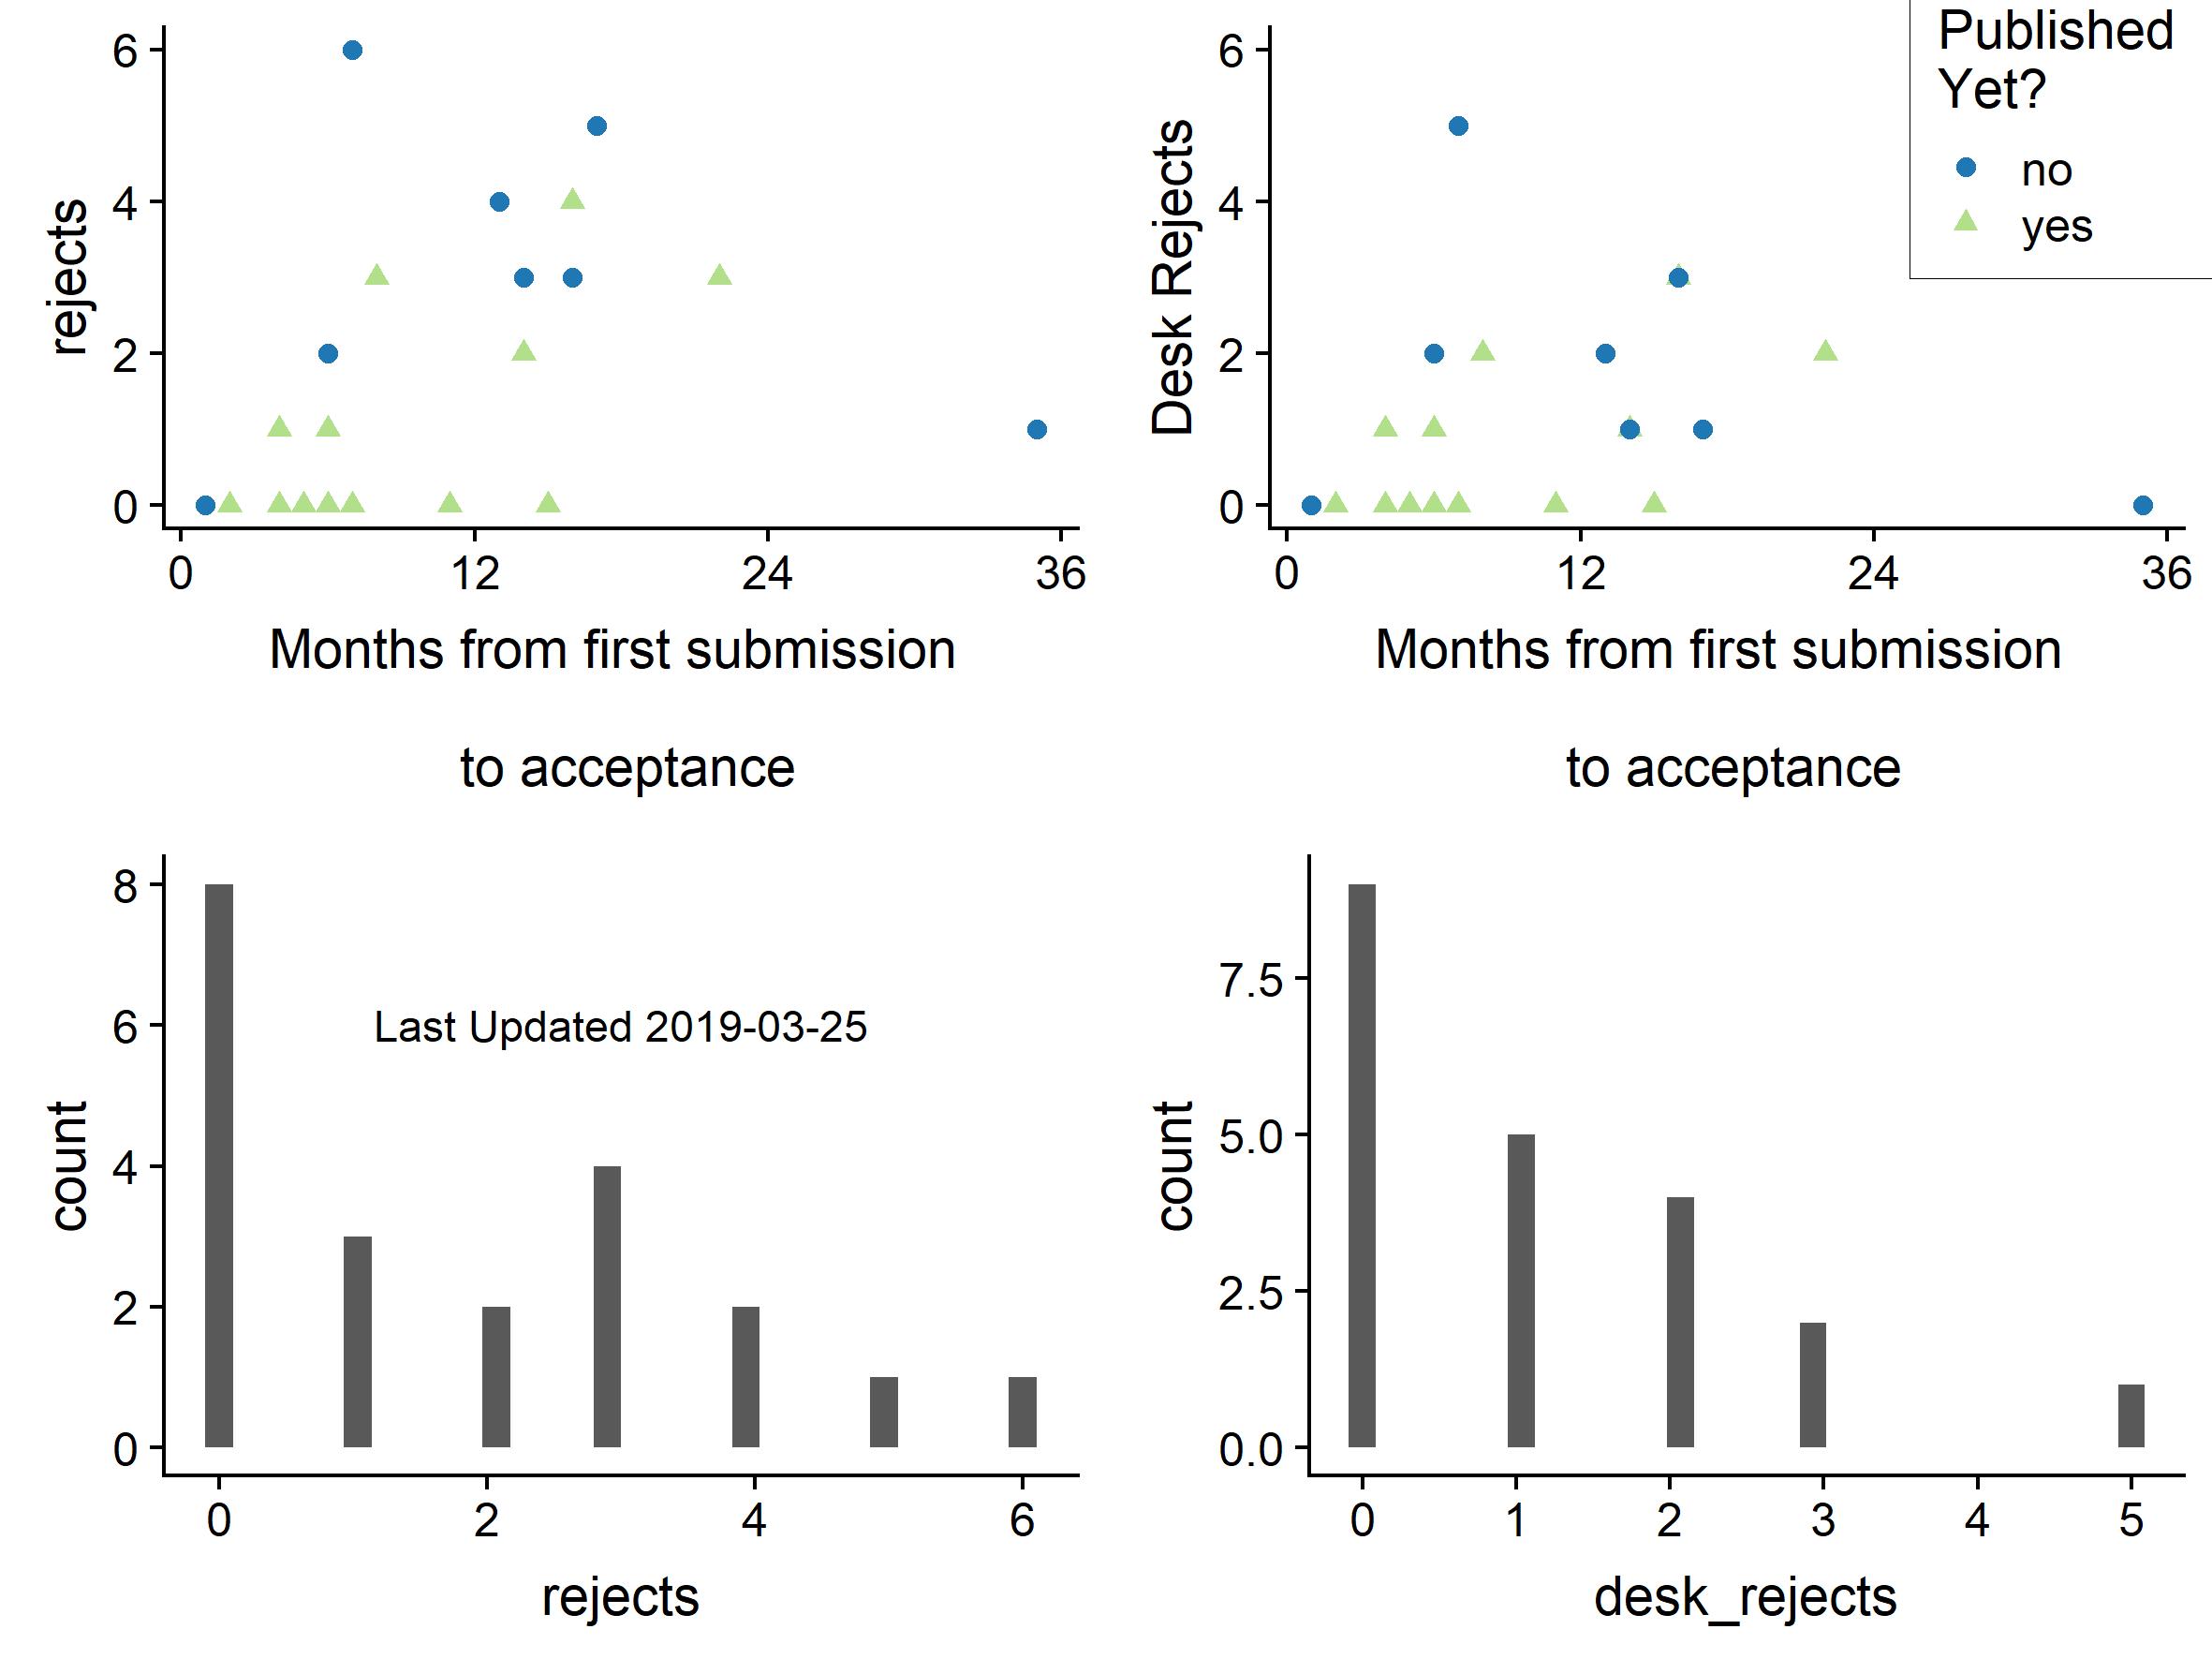 6
4
2
0
rejects
0 12 24 36
Months from first submission
to acceptance
6
4
2
0
Desk Rejects
0 12 24 36
Months from first submission
to acceptance
Published
Yet?
no
yes
8
6
4
2
0
count
Last Updated 2019-03-25
0 2 4 6
rejects
7.5
5.0
2.5
0.0
count
0 1 2 3 4 5
desk_rejects